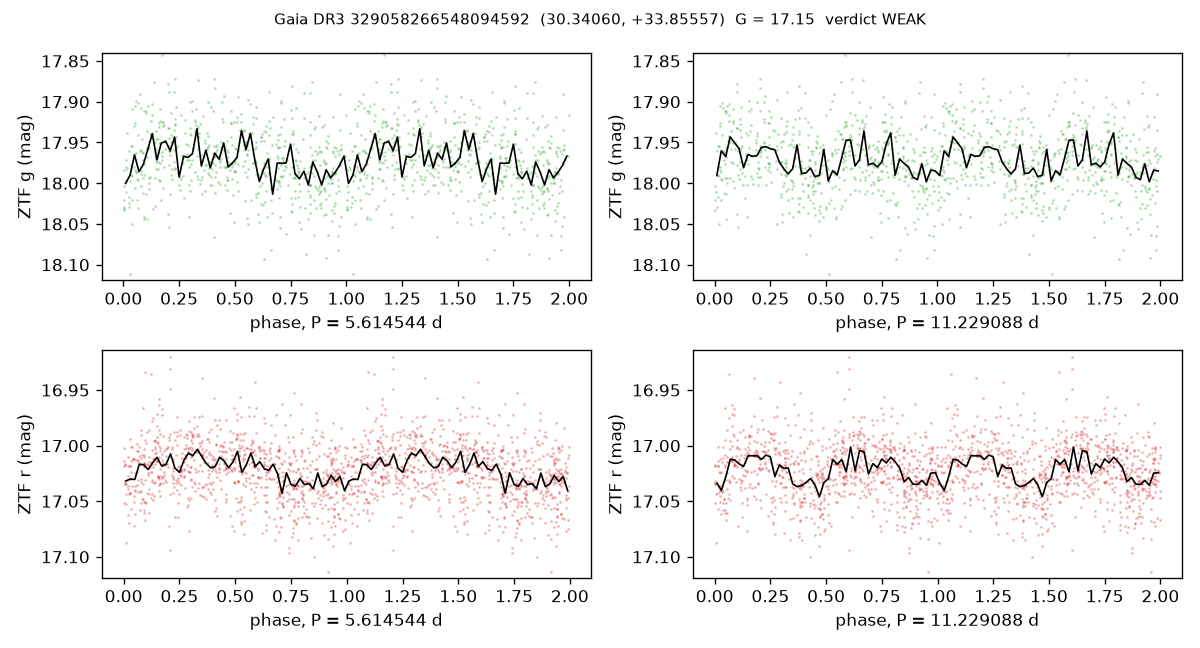 Gaia DR3 329058266548094592  (30.34060, +33.85557)  G = 17.15  verdict WEAK
ZTF g (mag)
17.85
17.90
17.95
18.00
18.05
18.10
0.00 0.25 0.50 0.75 1.00 1.25 1.50 1.75 2.00
phase, P = 5.614544 d
ZTF g (mag)
17.85
17.90
17.95
18.00
18.05
18.10
0.00 0.25 0.50 0.75 1.00 1.25 1.50 1.75 2.00
phase, P = 11.229088 d
ZTF r (mag)
16.95
17.00
17.05
17.10
0.00 0.25 0.50 0.75 1.00 1.25 1.50 1.75 2.00
phase, P = 5.614544 d
ZTF r (mag)
16.95
17.00
17.05
17.10
0.00 0.25 0.50 0.75 1.00 1.25 1.50 1.75 2.00
phase, P = 11.229088 d